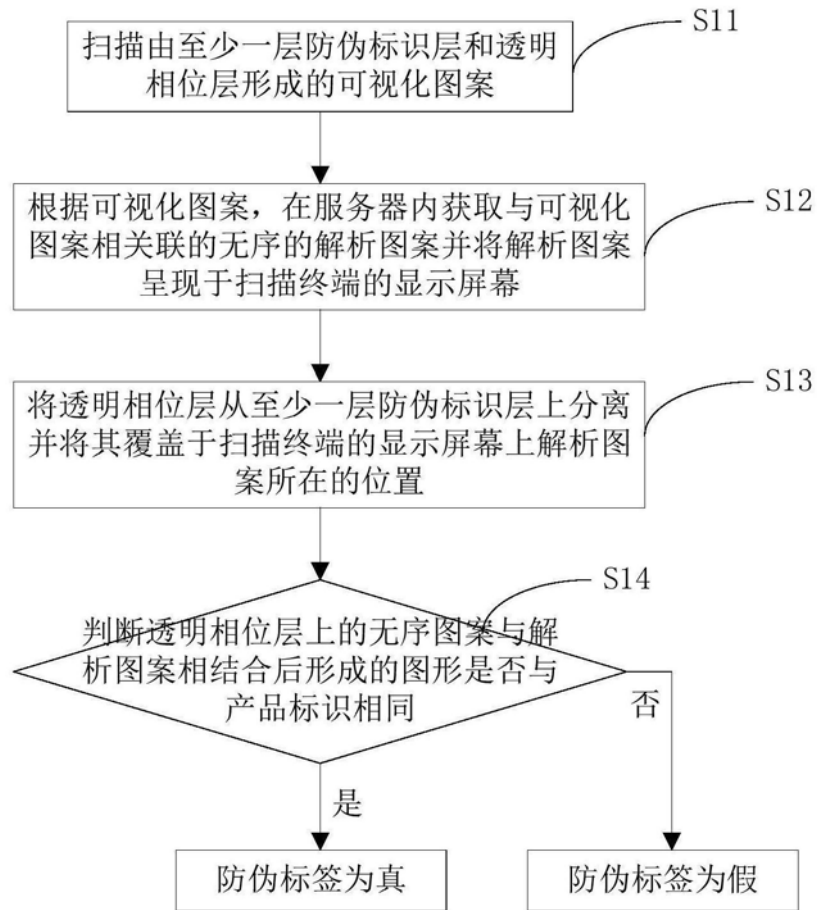 扫描由至少一层防伪标识层和透明
相位层形成的可视化图案
S11
根据可视化图案，在服务器内获取与可视化
图案相关联的无序的解析图案并将解析图案
呈现于扫描终端的显示屏幕
S12
将透明相位层从至少一层防伪标识层上分离
并将其覆盖于扫描终端的显示屏幕上解析图
案所在的位置
S13
S14
判断透明相位层上的无序图案与解
析图案相结合后形成的图形是否与
产品标识相同
否
是
防伪标签为真
防伪标签为假